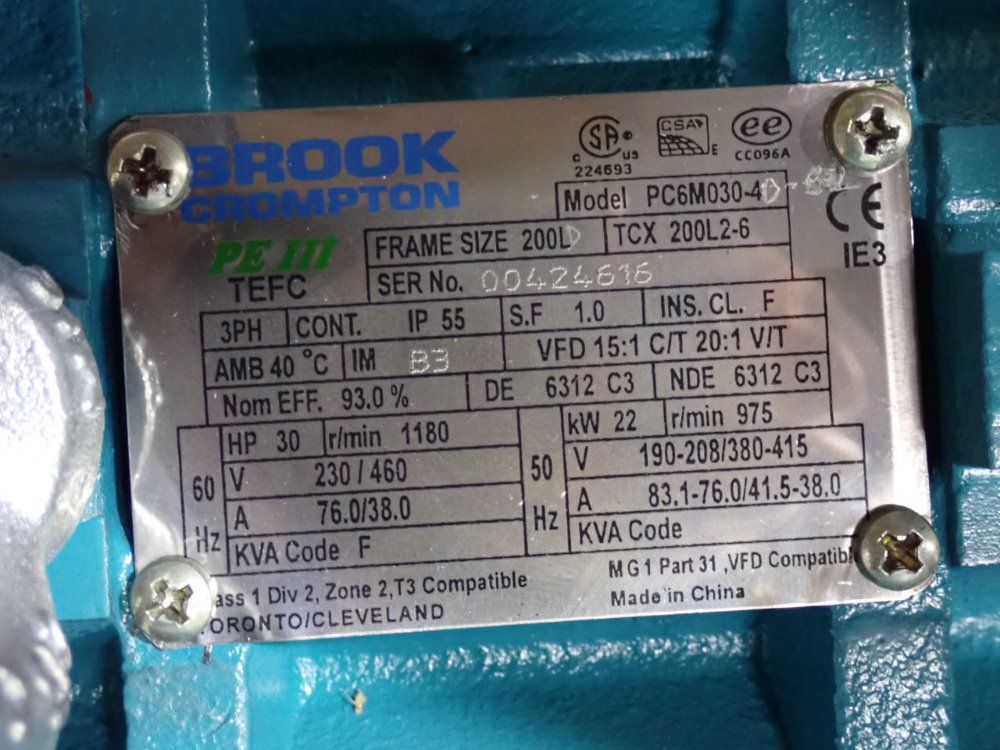 BROOK
CROMPTON
SA® C US 224693
CSA E
ee CC096A
Model PC6M030-4
CE
PE III
FRAME SIZE 200LD
TCX 200L2-6
IE3
TEFC
SER No. 00424616
3PH CONT. IP 55 S.F 1.0 INS. CL. F
AMB 40 °C IM B3 VFD 15:1 C/T 20:1 V/T
Nom EFF. 93.0 % DE 6312 C3 NDE 6312 C3
60 Hz
HP 30 r/min 1180
V 230 / 460
A 76.0/38.0
KVA Code F
50 Hz
kW 22 r/min 975
V 190-208/380-415
A 83.1-76.0/41.5-38.0
KVA Code
ass 1 Div 2, Zone 2,T3 Compatible
MG1 Part 31 ,VFD Compatibl
ORONTO/CLEVELAND
Made in China